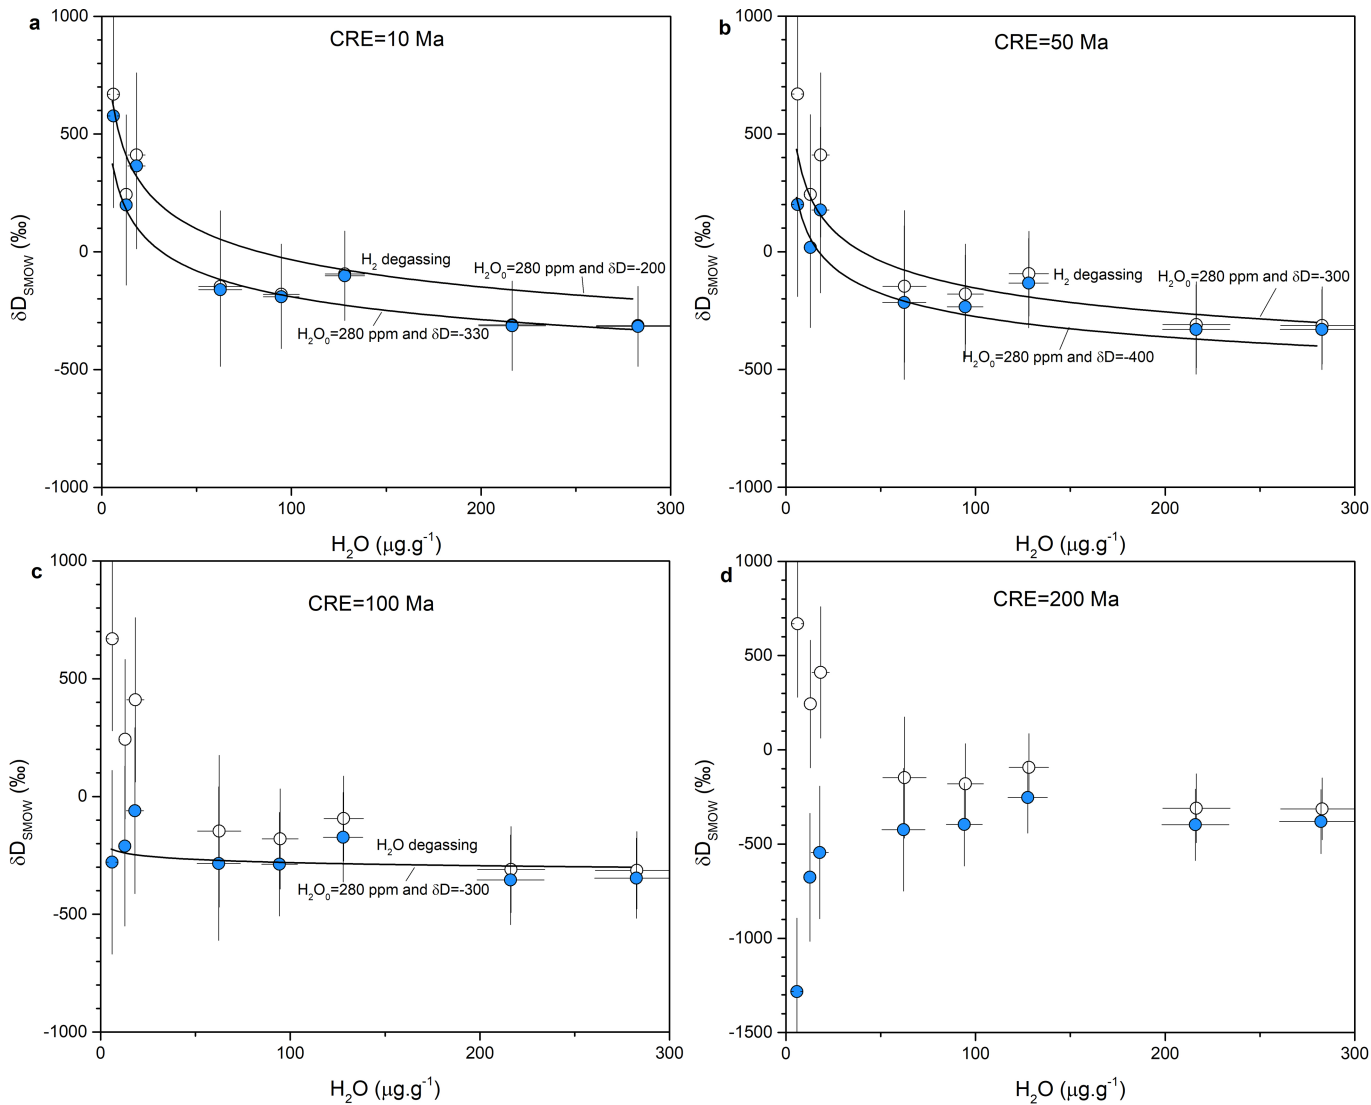 a
CRE=10 Ma
1000
500
0
-500
-1000
δD_SMOW (‰)
H₂ degassing
H₂O₀=280 ppm and δD=-200
H₂O₀=280 ppm and δD=-330
0
100
200
300
H₂O (μg.g⁻¹)
b
CRE=50 Ma
1000
500
0
-500
-1000
δD_SMOW (‰)
H₂ degassing
H₂O₀=280 ppm and δD=-300
H₂O₀=280 ppm and δD=-400
0
100
200
300
H₂O (μg.g⁻¹)
c
CRE=100 Ma
1000
500
0
-500
-1000
δD_SMOW (‰)
H₂O degassing
H₂O₀=280 ppm and δD=-300
0
100
200
300
H₂O (μg.g⁻¹)
d
CRE=200 Ma
1000
500
0
-500
-1000
-1500
δD_SMOW (‰)
0
100
200
300
H₂O (μg.g⁻¹)